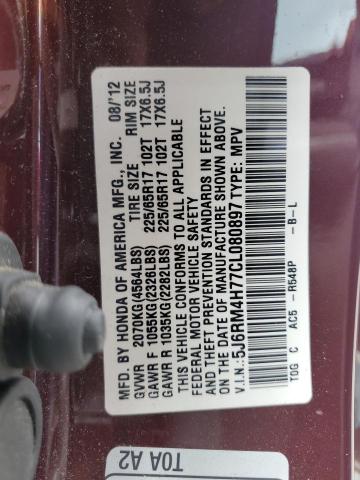 MFD. BY HONDA OF AMERICA MFG., INC. 08/'12
GVWR 2070KG(4564LBS) TIRE SIZE RIM SIZE
GAWR F 1055KG(2326LBS) 225/65R17 102T 17X6.5J
GAWR R 1035KG(2282LBS) 225/65R17 102T 17X6.5J
THIS VEHICLE CONFORMS TO ALL APPLICABLE
FEDERAL MOTOR VEHICLE SAFETY
AND THEFT PREVENTION STANDARDS IN EFFECT
ON THE DATE OF MANUFACTURE SHOWN ABOVE.
V.I.N.:5J6RM4H77CL080897 TYPE: MPV
TOG C AC5 - R548P -B-L
T0A A2